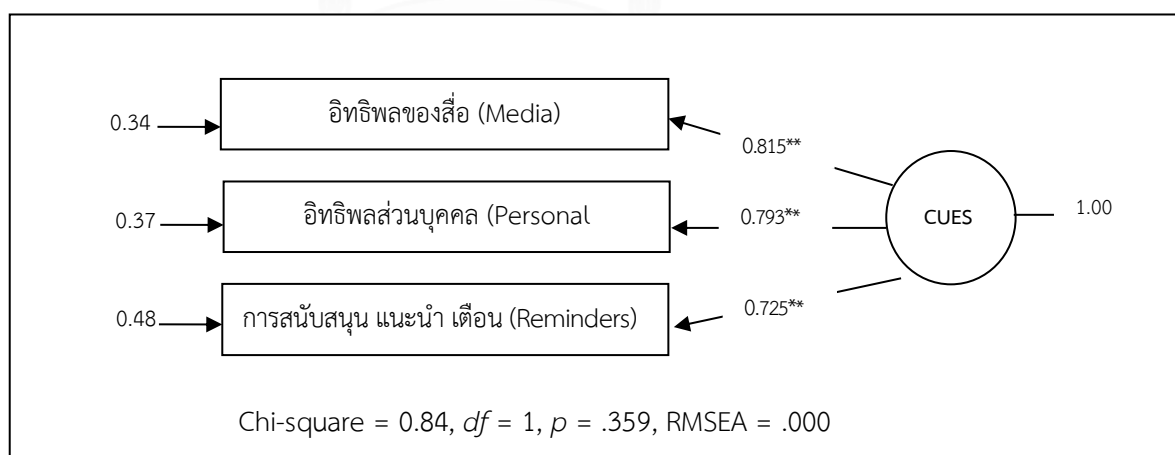 0.34
อิทธิพลของสื่อ (Media)
0.815**
0.37
อิทธิพลส่วนบุคคล (Personal
0.793**
CUES
1.00
0.48
การสนับสนุน แนะนำ เตือน (Reminders)
0.725**
Chi-square = 0.84, df = 1, p = .359, RMSEA = .000